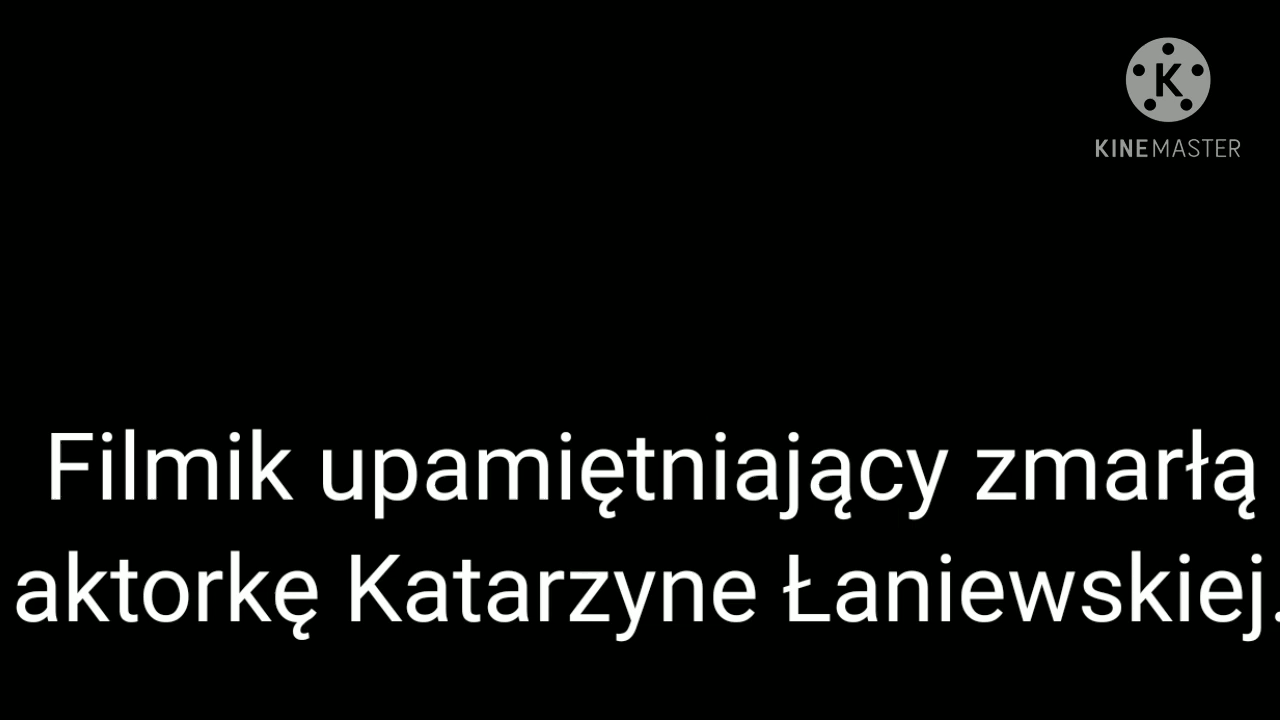 K
KINEMASTER
Filmik upamiętniający zmarłą
aktorkę Katarzyne Łaniewskiej.